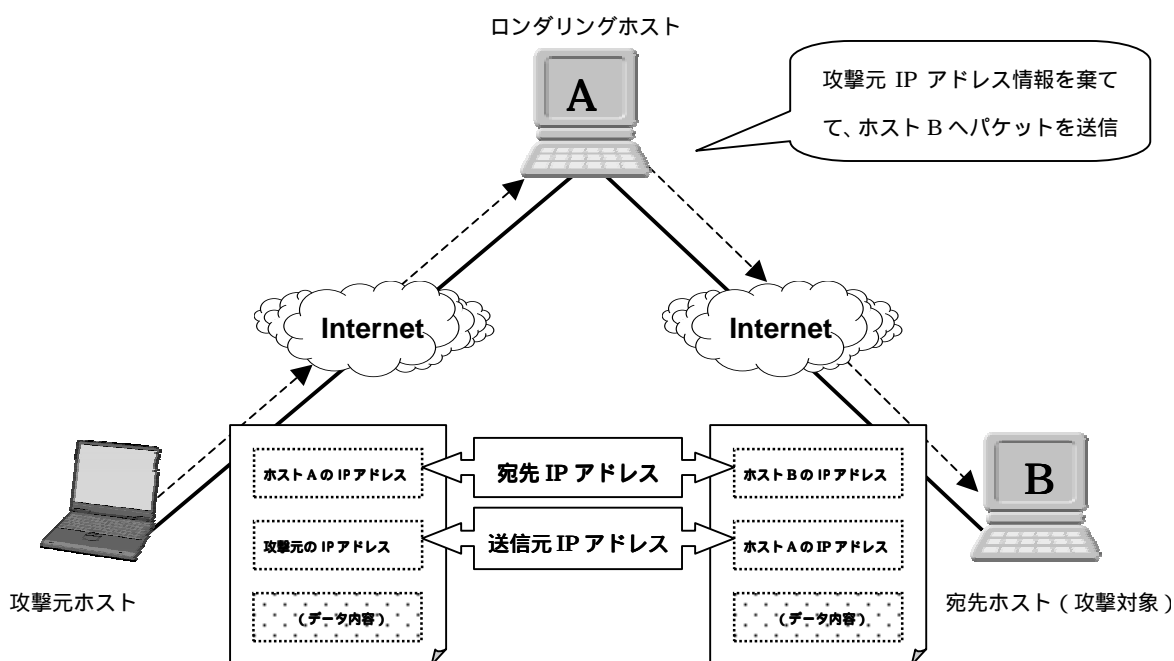 ロンダリングホスト
A
攻撃元 IP アドレス情報を棄て
て、ホスト B へパケットを送信
Internet
Internet
ホスト A の IP アドレス
宛先 IP アドレス
ホスト B の IP アドレス
B
攻撃元の IP アドレス
送信元 IP アドレス
ホスト A の IP アドレス
攻撃元ホスト
宛先ホスト（攻撃対象）
（データ内容）
（データ内容）